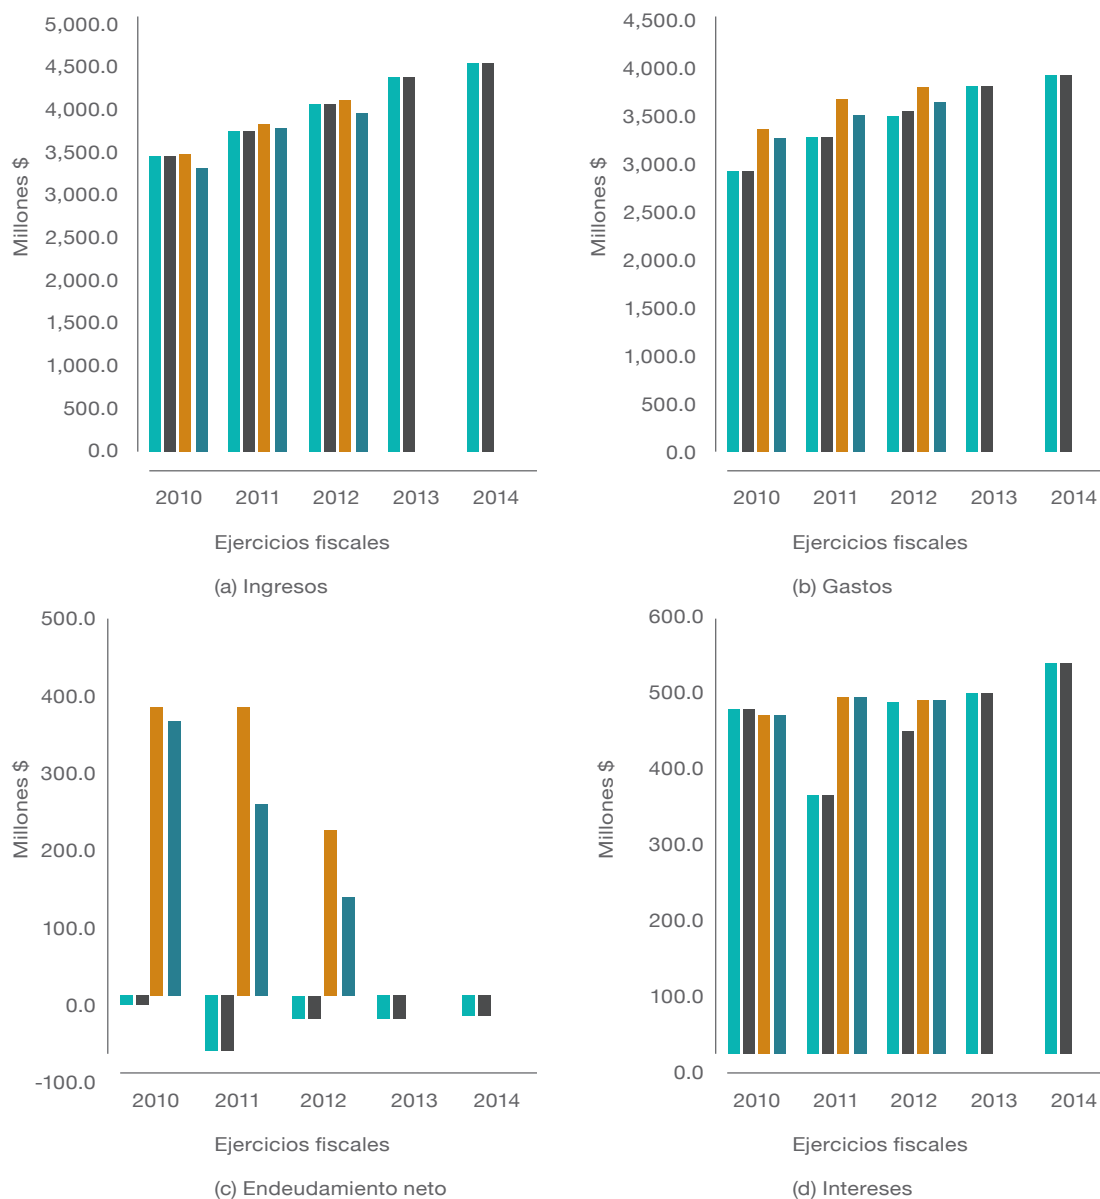 5,000.0
4,500.0
4,000.0
3,500.0
3,000.0
2,500.0
2,000.0
1,500.0
1,000.0
500.0
0.0
Millones $
2010 2011 2012 2013 2014
Ejercicios fiscales
(a) Ingresos
4,500.0
4,000.0
3,500.0
3,000.0
2,500.0
2,000.0
1,500.0
1,000.0
500.0
0.0
Millones $
2010 2011 2012 2013 2014
Ejercicios fiscales
(b) Gastos
500.0
400.0
300.0
200.0
100.0
0.0
-100.0
Millones $
2010 2011 2012 2013 2014
Ejercicios fiscales
(c) Endeudamiento neto
600.0
500.0
400.0
300.0
200.0
100.0
0.0
Millones $
2010 2011 2012 2013 2014
Ejercicios fiscales
(d) Intereses